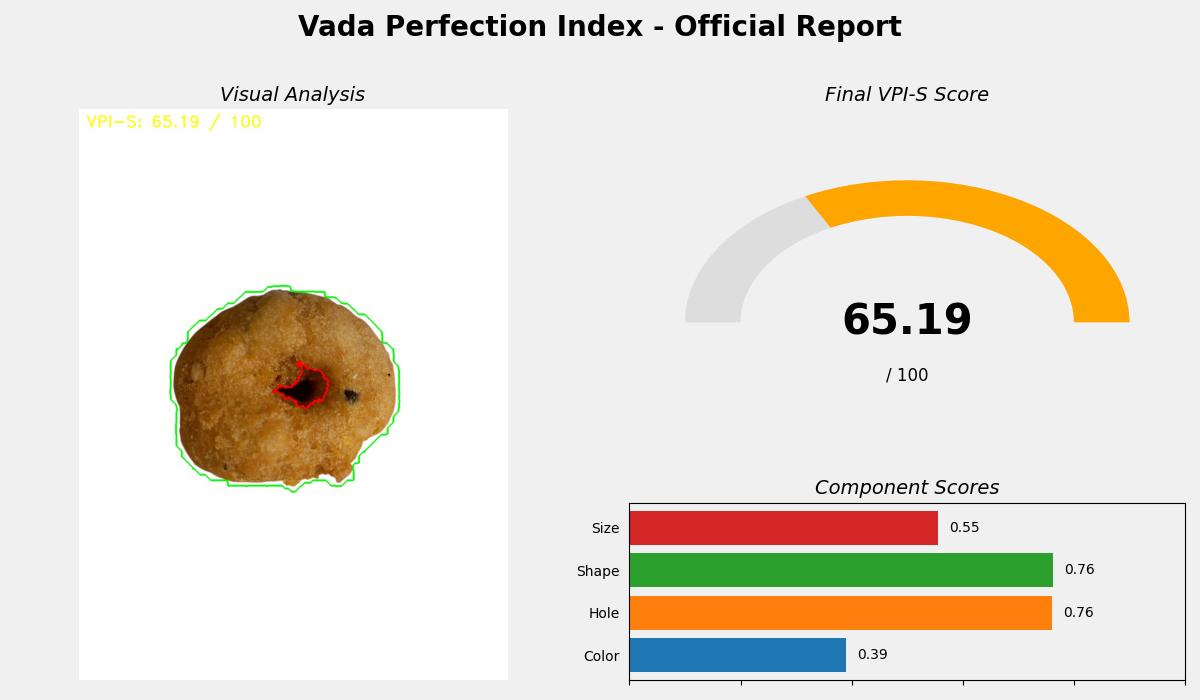 Vada Perfection Index - Official Report
Visual Analysis
VPI-S: 65.19 / 100
Final VPI-S Score
65.19
/ 100
Component Scores
Size 0.55
Shape 0.76
Hole 0.76
Color 0.39